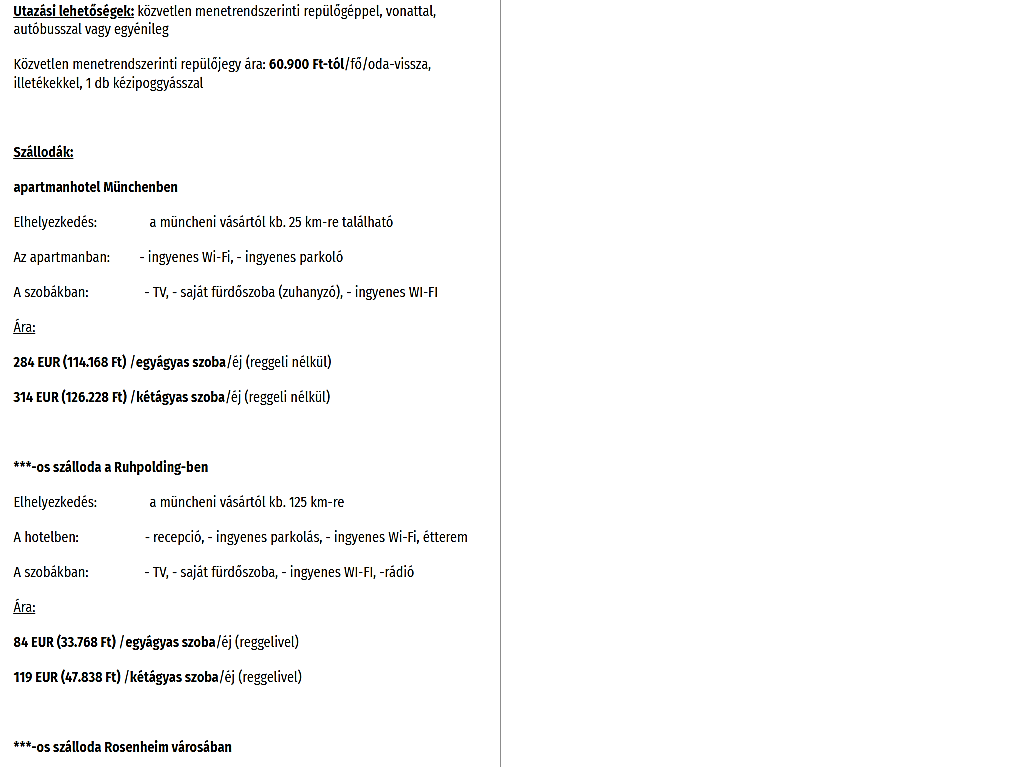 Utazási lehetőségek: közvetlen menetrendszerinti repülőgéppel, vonattal,
autóbusszal vagy egyénileg
Közvetlen menetrendszerinti repülőjegy ára: 60.900 Ft-tól/fő/oda-vissza,
illetékekkel, 1 db kézipoggyásszal
Szállodák:
apartmanhotel Münchenben
Elhelyezkedés: a müncheni vásártól kb. 25 km-re található
Az apartmanban: - ingyenes Wi-Fi, - ingyenes parkoló
A szobákban: - TV, - saját fürdőszoba (zuhanyzó), - ingyenes WI-FI
Ára:
284 EUR (114.168 Ft) /egyágyas szoba/éj (reggeli nélkül)
314 EUR (126.228 Ft) /kétágyas szoba/éj (reggeli nélkül)
***-os szálloda a Ruhpolding-ben
Elhelyezkedés: a müncheni vásártól kb. 125 km-re
A hotelben: - recepció, - ingyenes parkolás, - ingyenes Wi-Fi, étterem
A szobákban: - TV, - saját fürdőszoba, - ingyenes WI-FI, -rádió
Ára:
84 EUR (33.768 Ft) /egyágyas szoba/éj (reggelivel)
119 EUR (47.838 Ft) /kétágyas szoba/éj (reggelivel)
***-os szálloda Rosenheim városában